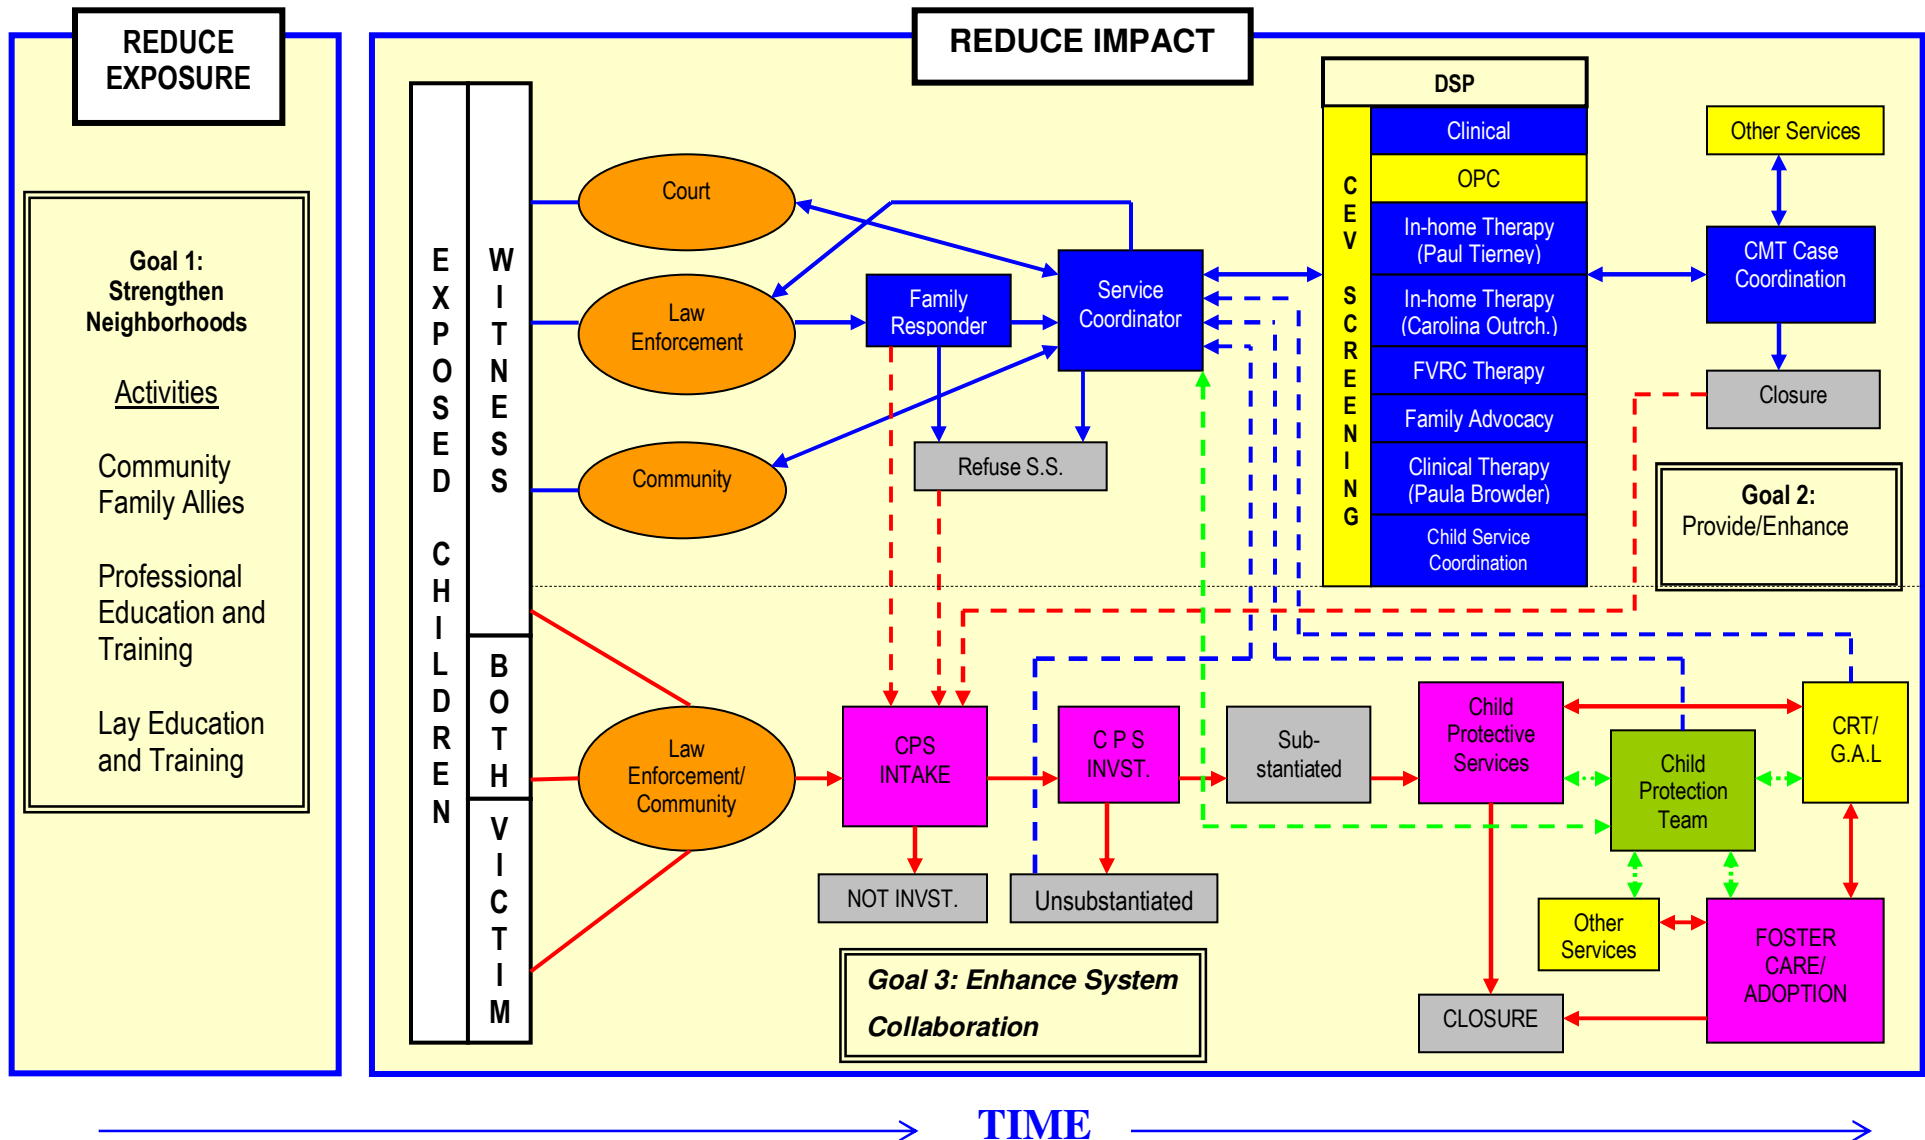 REDUCE
EXPOSURE
Goal 1:
Strengthen
Neighborhoods
Activities
Community
Family Allies
Professional
Education and
Training
Lay Education
and Training
REDUCE IMPACT
EXPOSED CHILDREN
WITNESS
BOTH
VICTIM
Court
Law
Enforcement
Community
Family
Responder
Service
Coordinator
Refuse S.S.
DSP
CEV SCREENING
Clinical
OPC
In-home Therapy
(Paul Tierney)
In-home Therapy
(Carolina Outrch.)
FVRC Therapy
Family Advocacy
Clinical Therapy
(Paula Browder)
Child Service
Coordination
Other Services
CMT Case
Coordination
Closure
Goal 2:
Provide/Enhance
Law
Enforcement/
Community
CPS
INTAKE
C P S
INVST.
Sub-
stantiated
Child
Protective
Services
Child
Protection
Team
CRT/
G.A.L
NOT INVST.
Unsubstantiated
Other
Services
FOSTER
CARE/
ADOPTION
CLOSURE
Goal 3: Enhance System
Collaboration
TIME